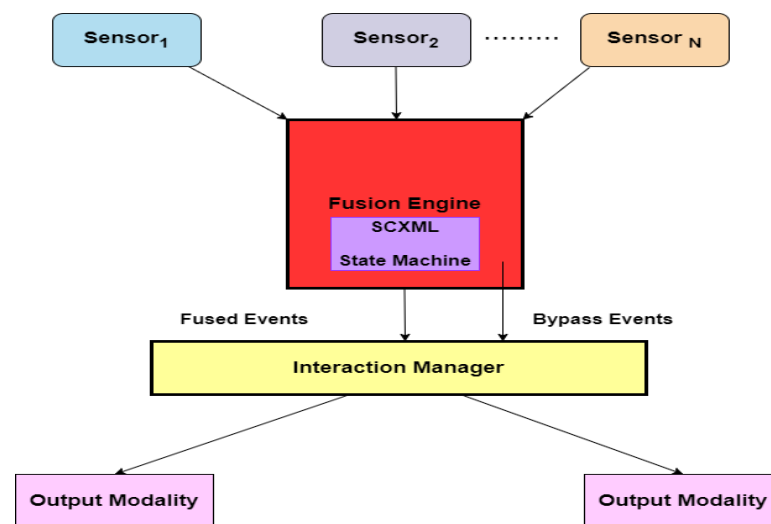 Sensor1
Sensor2
.........
Sensor N
Fusion Engine
SCXML
State Machine
Fused Events
Bypass Events
Interaction Manager
Output Modality
Output Modality